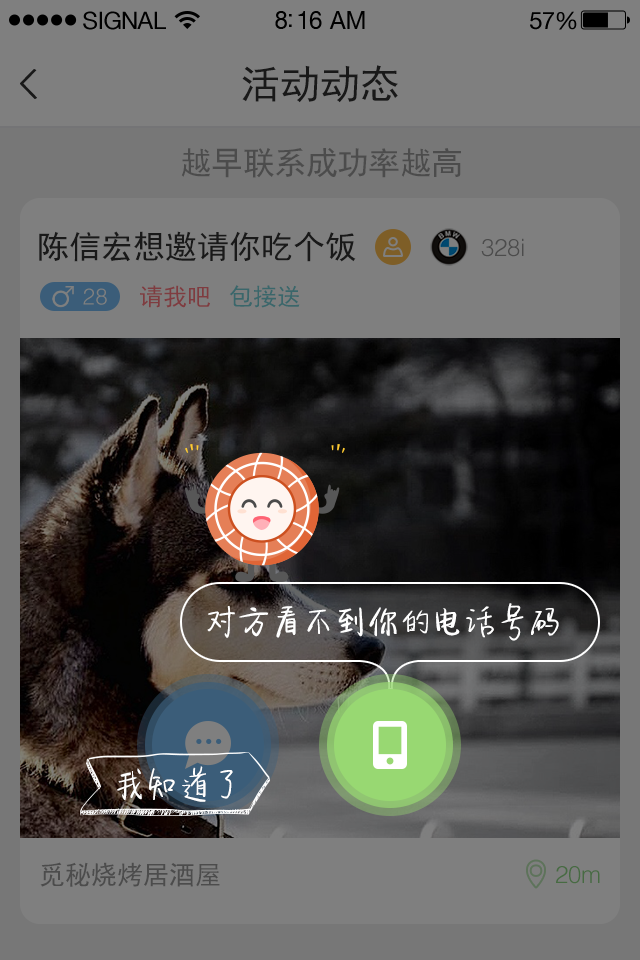 SIGNAL 8:16 AM 57%
活动动态
越早联系成功率越高
陈信宏想邀请你吃个饭 BMW 328i
28 请我吧 包接送
对方看不到你的电话号码
我知道了
觅秘烧烤居酒屋 20m